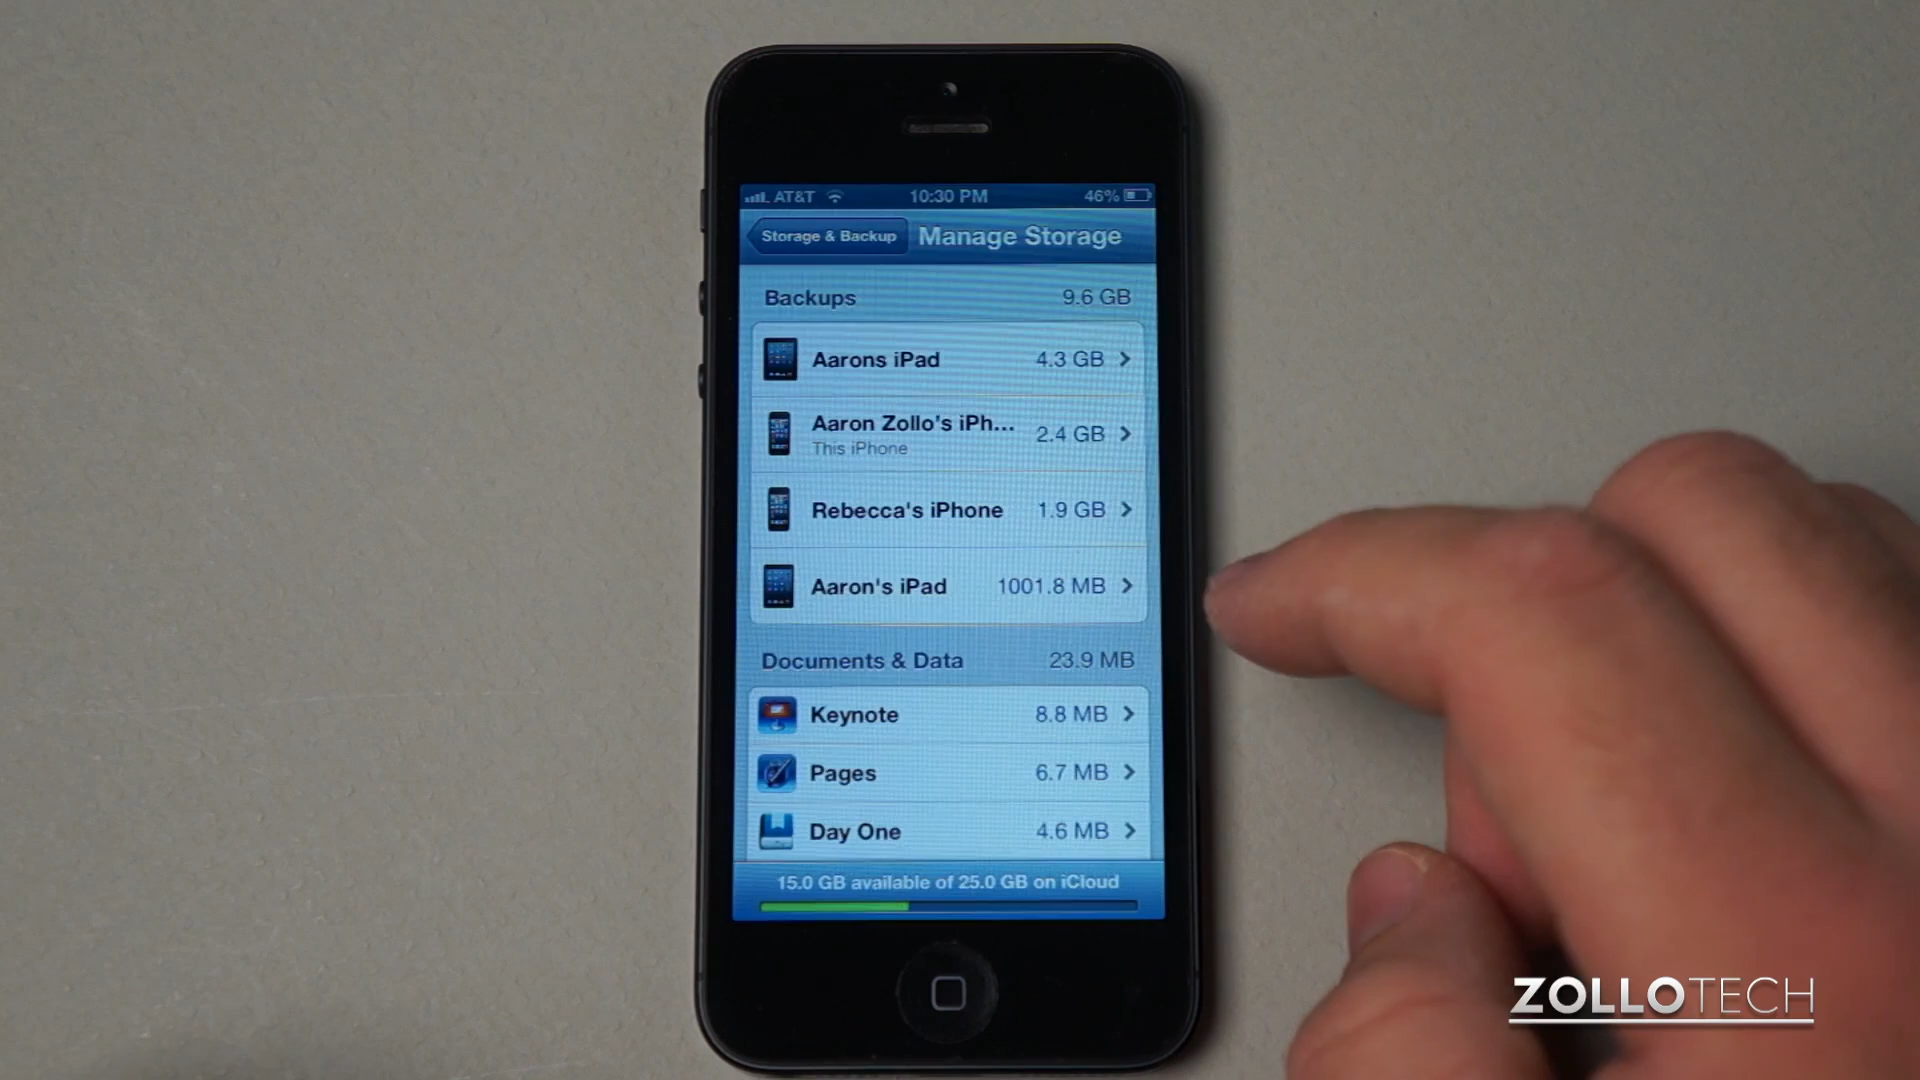 AT&T 10:30 PM 46%
Storage & Backup Manage Storage
Backups 9.6 GB
Aarons iPad 4.3 GB
Aaron Zollo's iPh... 2.4 GB
This iPhone
Rebecca's iPhone 1.9 GB
Aaron's iPad 1001.8 MB
Documents & Data 23.9 MB
Keynote 8.8 MB
Pages 6.7 MB
Day One 4.6 MB
15.0 GB available of 25.0 GB on iCloud
ZOLLOTECH